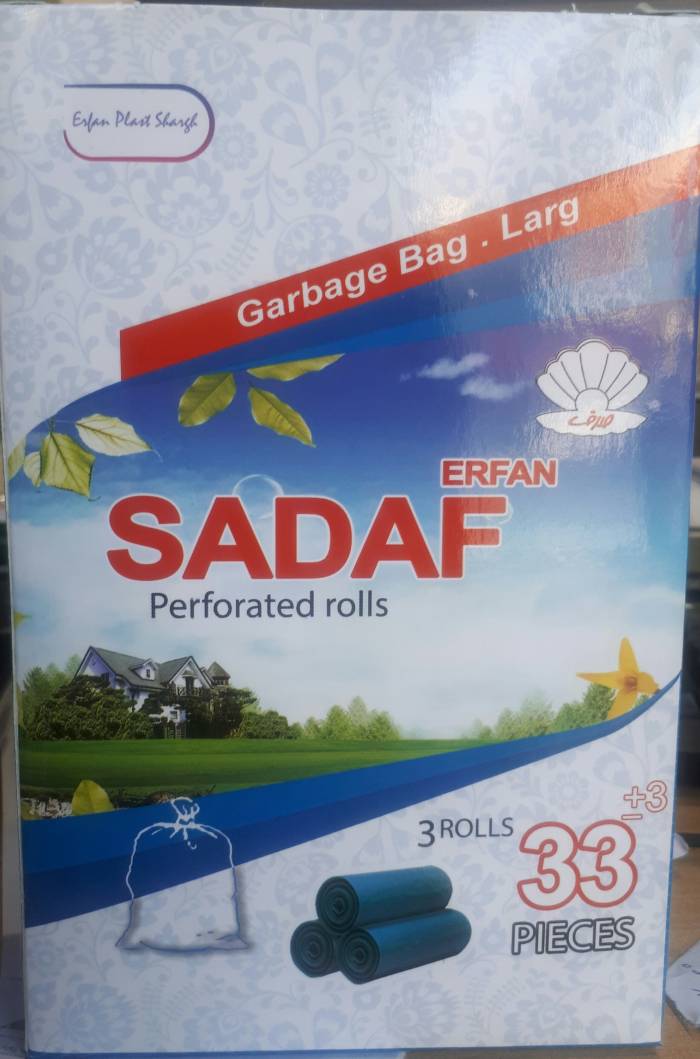 Erfan Plast Shargh
Garbage Bag . Larg
صدف
ERFAN
SADAF
Perforated rolls
3 ROLLS
33 ±3
PIECES